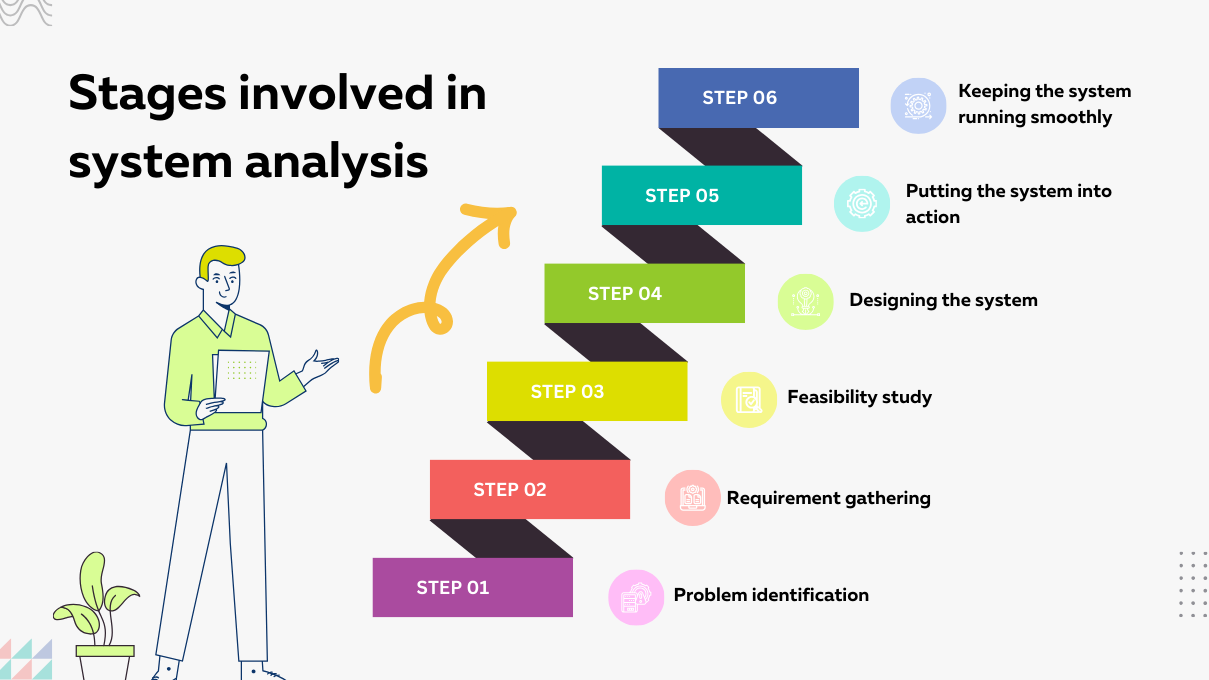 Stages involved in
system analysis
STEP 06
Keeping the system
running smoothly
STEP 05
Putting the system into
action
STEP 04
Designing the system
STEP 03
Feasibility study
STEP 02
Requirement gathering
STEP 01
Problem identification